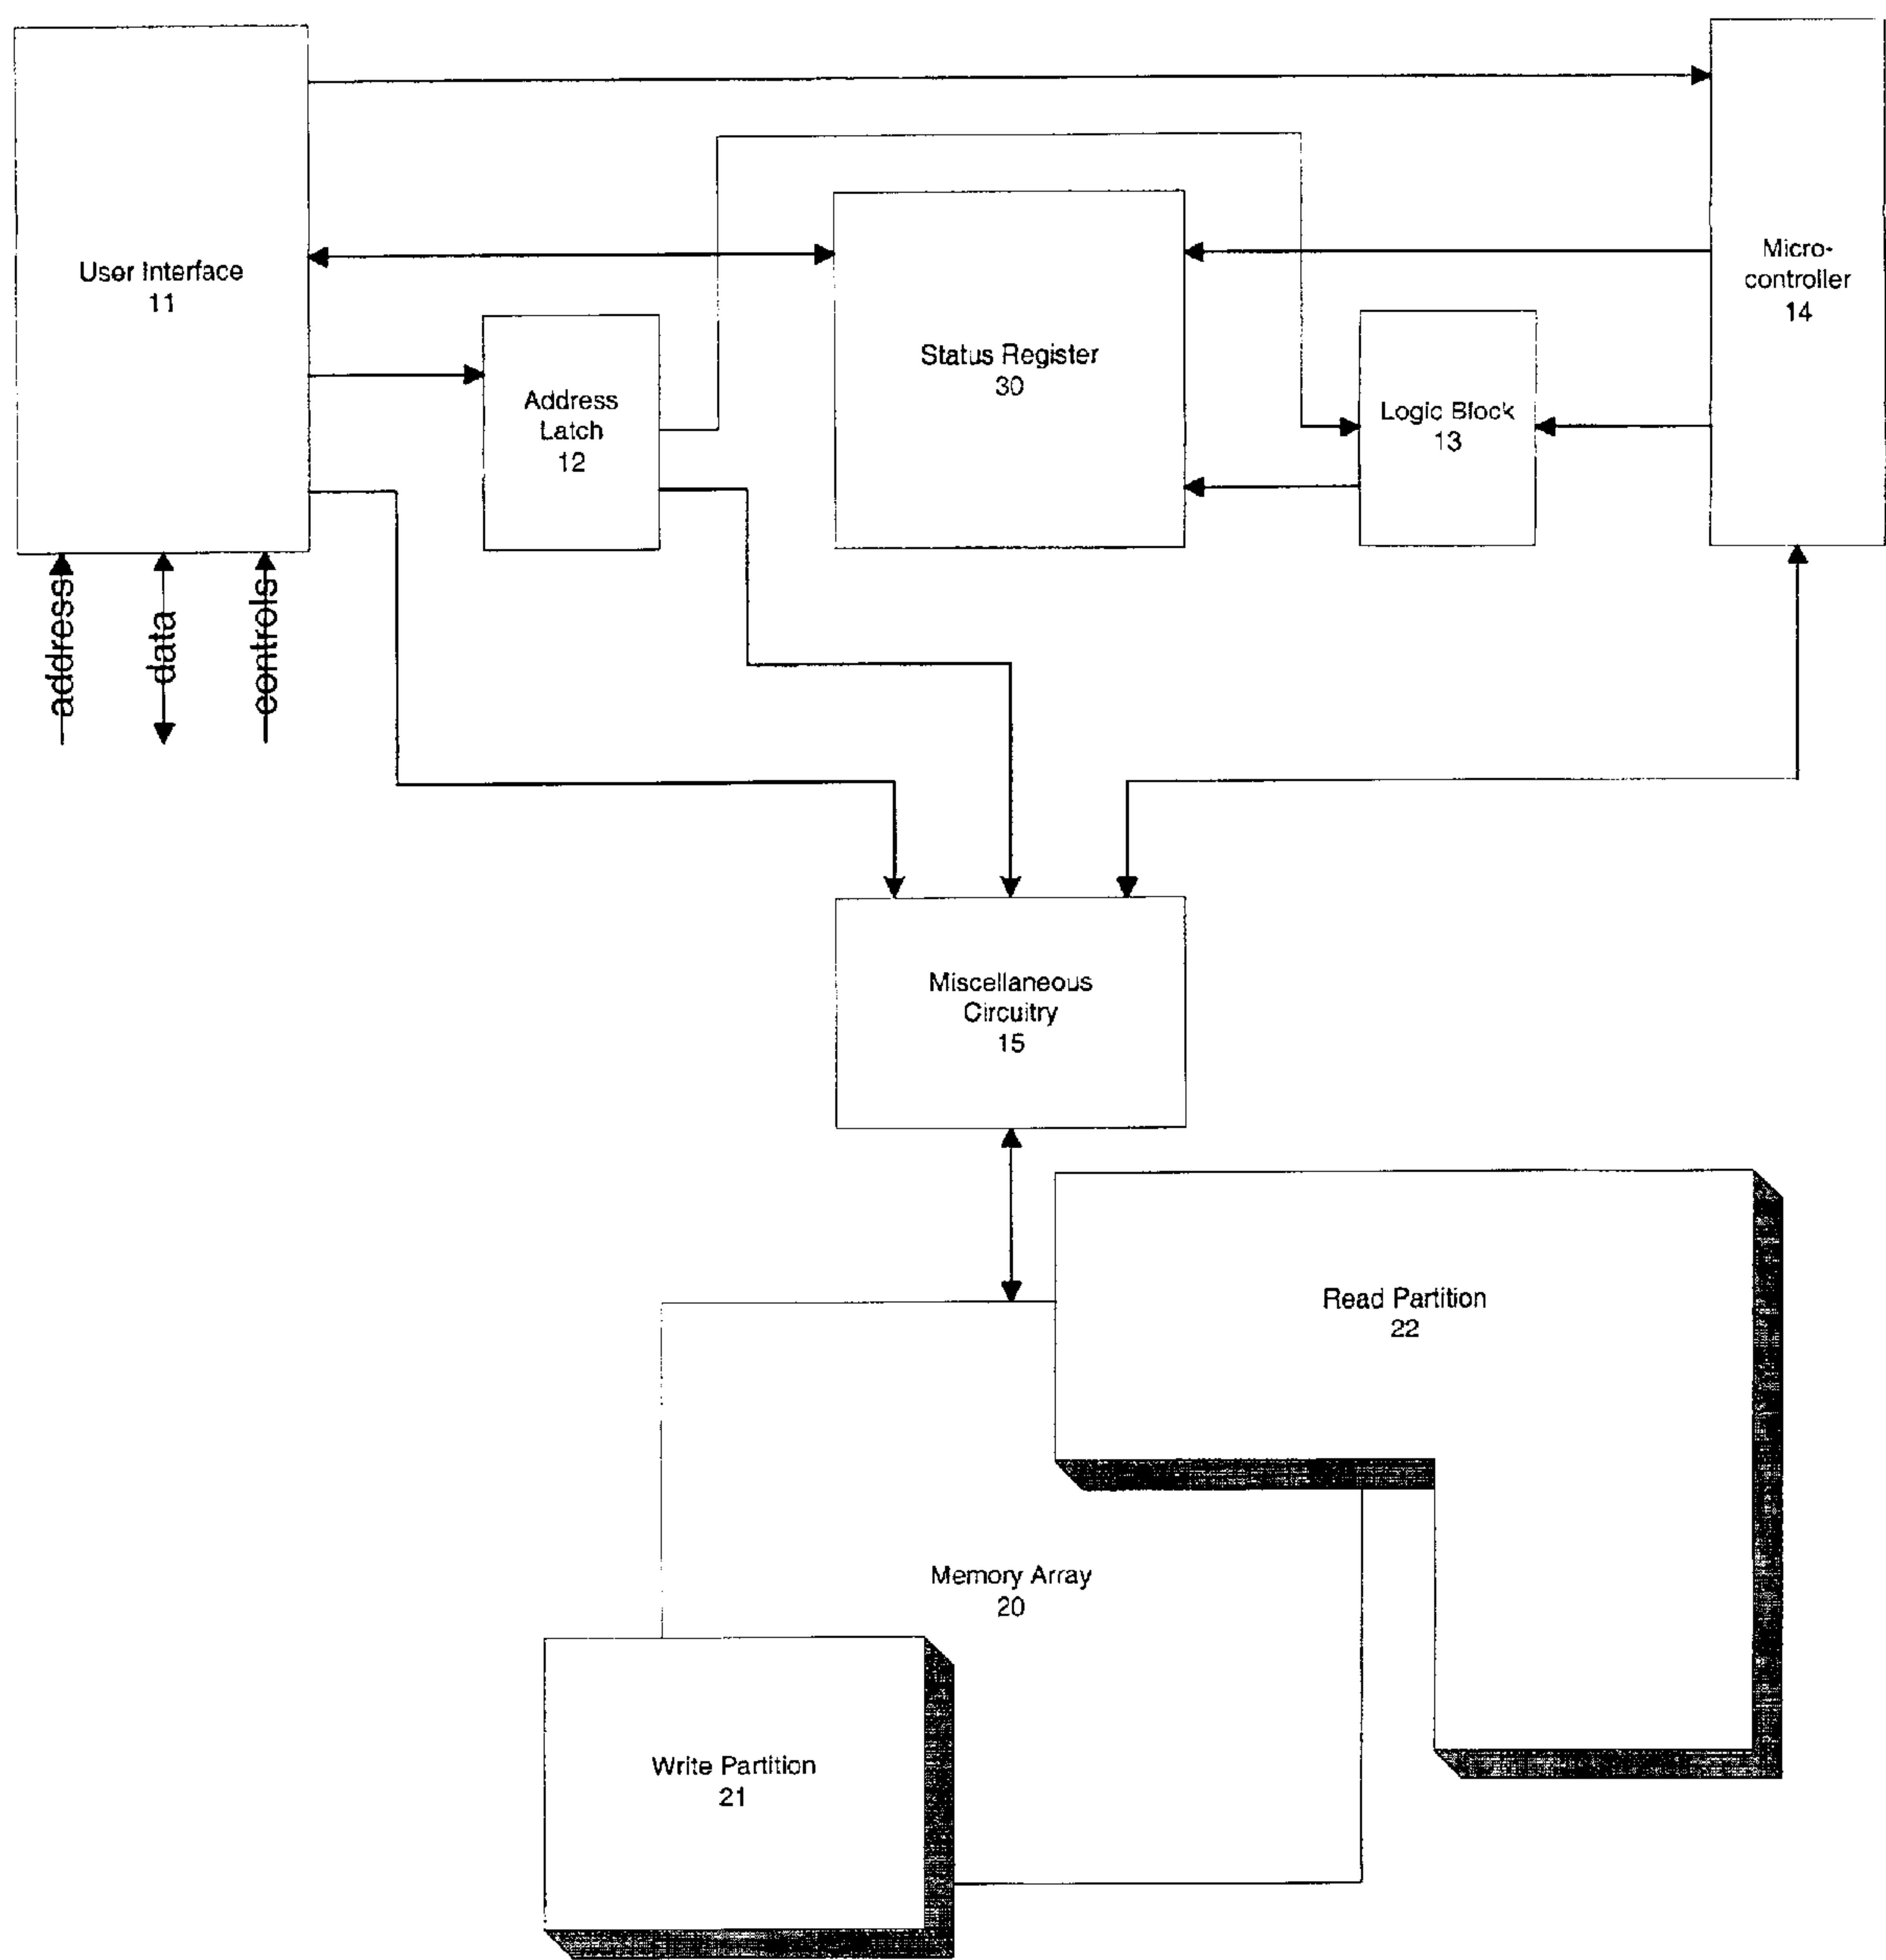 User Interface
11
Micro-
controller
14
Status Register
30
Address
Latch
12
Logic Block
13
address
data
controls
Miscellaneous
Circuitry
15
Read Partition
22
Memory Array
20
Write Partition
21